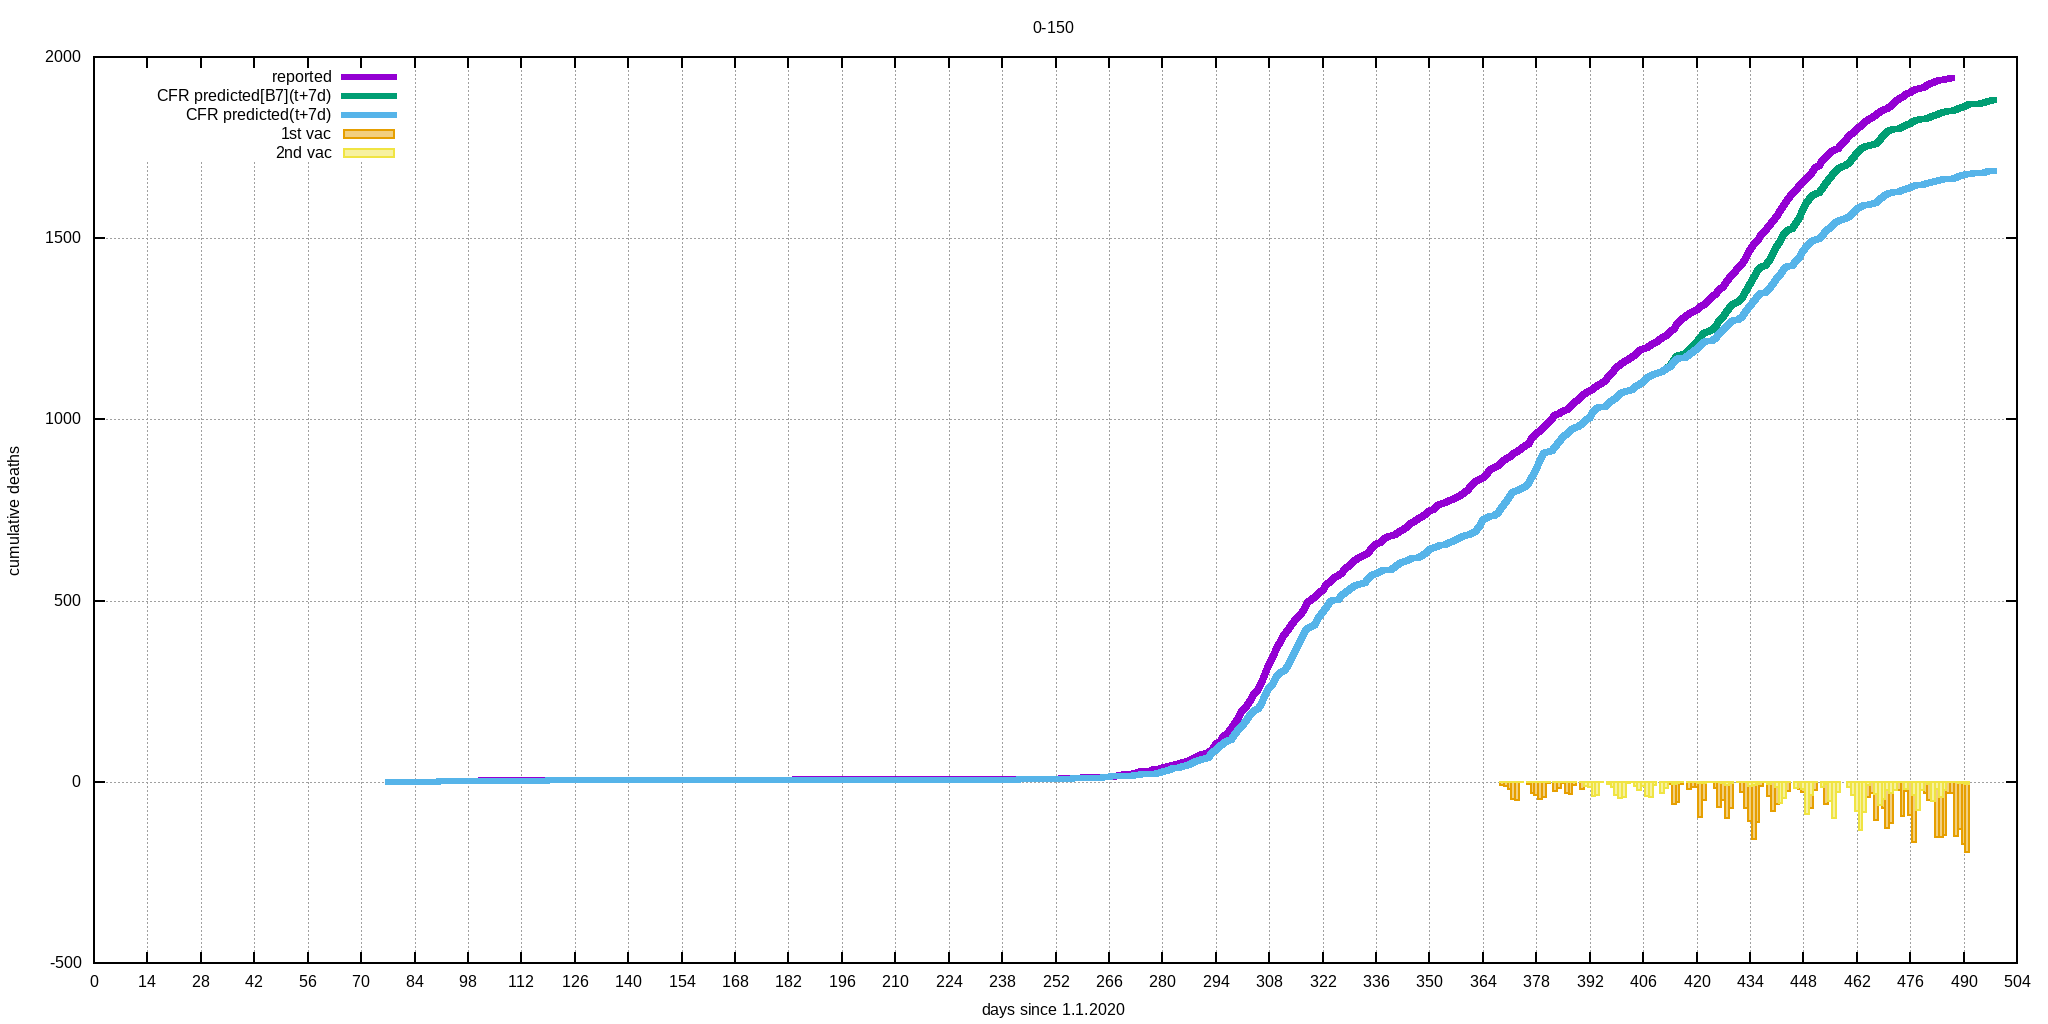 0-150
reported
CFR predicted[B7](t+7d)
CFR predicted(t+7d)
1st vac
2nd vac
2000
1500
1000
500
0
-500
cumulative deaths
0 14 28 42 56 70 84 98 112 126 140 154 168 182 196 210 224 238 252 266 280 294 308 322 336 350 364 378 392 406 420 434 448 462 476 490 504
days since 1.1.2020